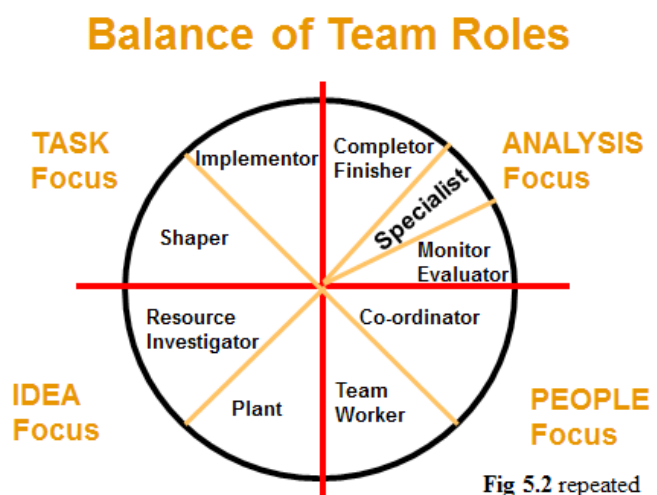 Balance of Team Roles
TASK
Focus
Implementor
Completor
Finisher
ANALYSIS
Focus
Specialist
Shaper
Monitor
Evaluator
Resource
Investigator
Co-ordinator
IDEA
Focus
Plant
Team
Worker
PEOPLE
Focus
Fig 5.2 repeated